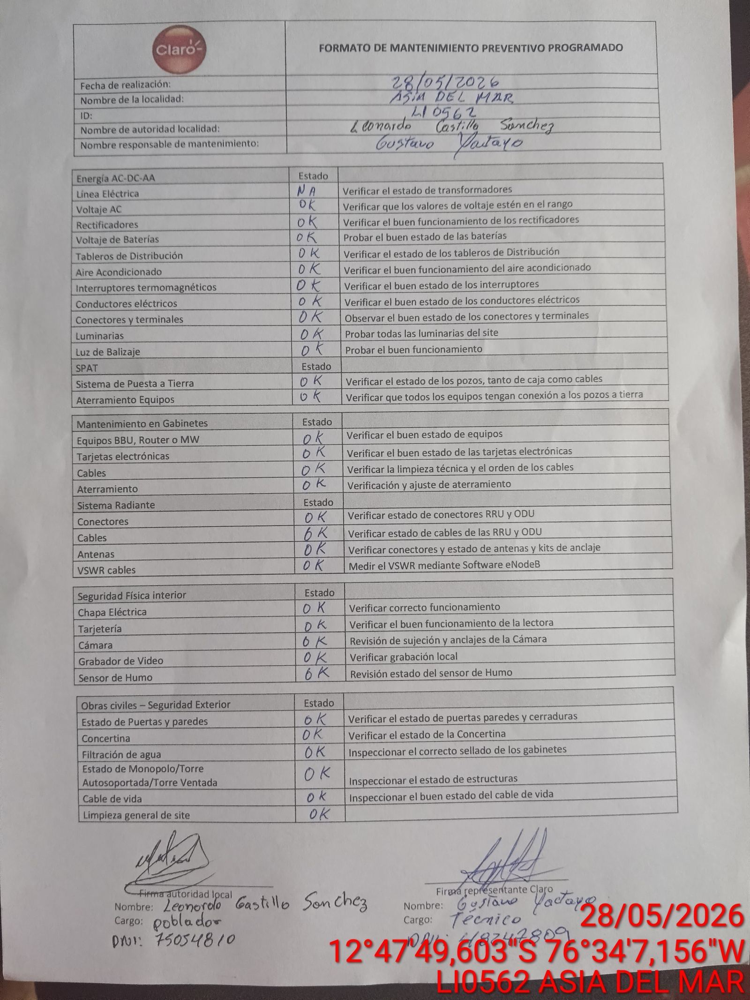 Claro-
FORMATO DE MANTENIMIENTO PREVENTIVO PROGRAMADO
Fecha de realización: 28/05/2026
Nombre de la localidad: ASIA DEL MAR
ID: LI0562
Nombre de autoridad localidad: Leonardo Castillo Sanchez
Nombre responsable de mantenimiento: Gustavo Yactayo
Energía AC-DC-AA Estado
Línea Eléctrica NA Verificar el estado de transformadores
Voltaje AC OK Verificar que los valores de voltaje estén en el rango
Rectificadores OK Verificar el buen funcionamiento de los rectificadores
Voltaje de Baterías OK Probar el buen estado de las baterías
Tableros de Distribución OK Verificar el estado de los tableros de Distribución
Aire Acondicionado OK Verificar el buen funcionamiento del aire acondicionado
Interruptores termomagnéticos OK Verificar el buen estado de los interruptores
Conductores eléctricos OK Verificar el buen estado de los conductores eléctricos
Conectores y terminales OK Observar el buen estado de los conectores y terminales
Luminarias OK Probar todas las luminarias del site
Luz de Balizaje OK Probar el buen funcionamiento
SPAT Estado
Sistema de Puesta a Tierra OK Verificar el estado de los pozos, tanto de caja como cables
Aterramiento Equipos OK Verificar que todos los equipos tengan conexión a los pozos a tierra
Mantenimiento en Gabinetes Estado
Equipos BBU, Router o MW OK Verificar el buen estado de equipos
Tarjetas electrónicas OK Verificar el buen estado de las tarjetas electrónicas
Cables OK Verificar la limpieza técnica y el orden de los cables
Aterramiento OK Verificación y ajuste de aterramiento
Sistema Radiante Estado
Conectores OK Verificar estado de conectores RRU y ODU
Cables OK Verificar estado de cables de las RRU y ODU
Antenas OK Verificar conectores y estado de antenas y kits de anclaje
VSWR cables OK Medir el VSWR mediante Software eNodeB
Seguridad Física interior Estado
Chapa Eléctrica OK Verificar correcto funcionamiento
Tarjetería OK Verificar el buen funcionamiento de la lectora
Cámara OK Revisión de sujeción y anclajes de la Cámara
Grabador de Video OK Verificar grabación local
Sensor de Humo OK Revisión estado del sensor de Humo
Obras civiles – Seguridad Exterior Estado
Estado de Puertas y paredes OK Verificar el estado de puertas paredes y cerraduras
Concertina OK Verificar el estado de la Concertina
Filtración de agua OK Inspeccionar el correcto sellado de los gabinetes
Estado de Monopolo/Torre
Autosoportada/Torre Ventada OK Inspeccionar el estado de estructuras
Cable de vida OK Inspeccionar el buen estado del cable de vida
Limpieza general de site OK
Firma autoridad local Firma representante Claro
Nombre: Leonardo Castillo Sanchez Nombre: Gustavo Yactayo
Cargo: poblador Cargo: Técnico
DNI: 75054810 DNI:
28/05/2026
12°47'49,603"S 76°34'7,156"W
LI0562 ASIA DEL MAR